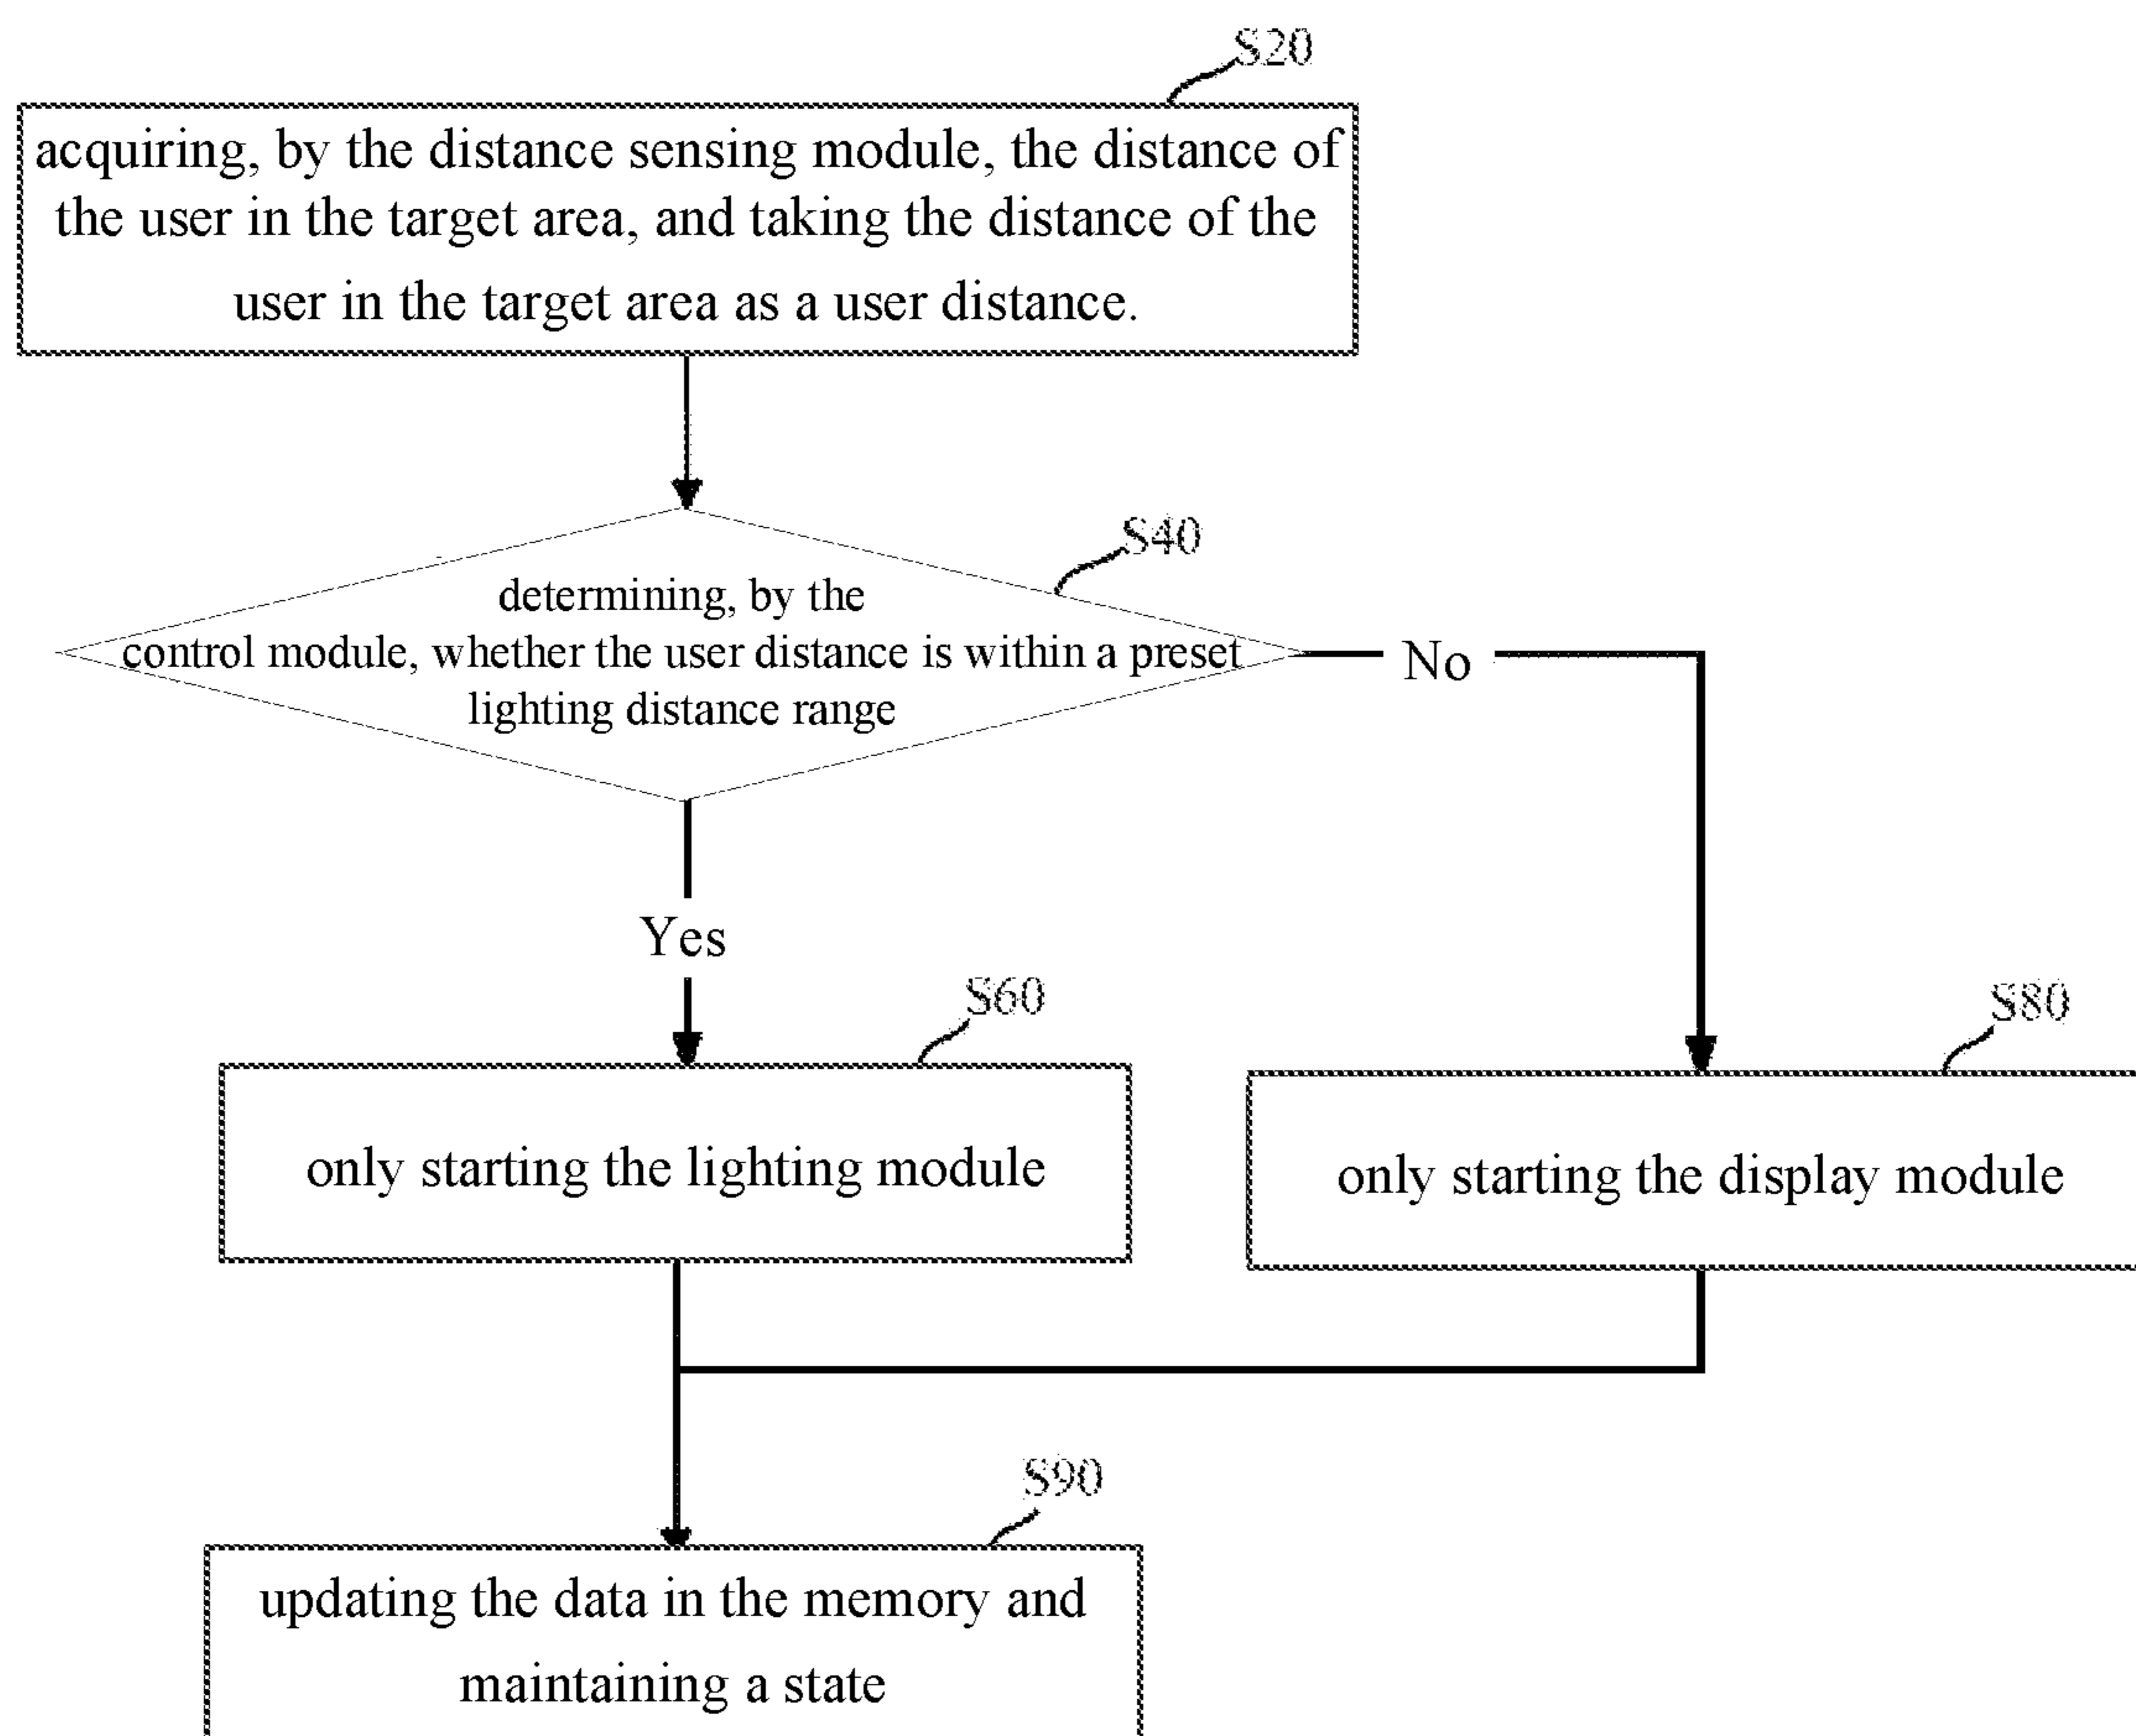 S20
acquiring, by the distance sensing module, the distance of
the user in the target area, and taking the distance of the
user in the target area as a user distance.
S40
determining, by the
control module, whether the user distance is within a preset
lighting distance range
No
Yes
S60
S80
only starting the lighting module
only starting the display module
S90
updating the data in the memory and
maintaining a state